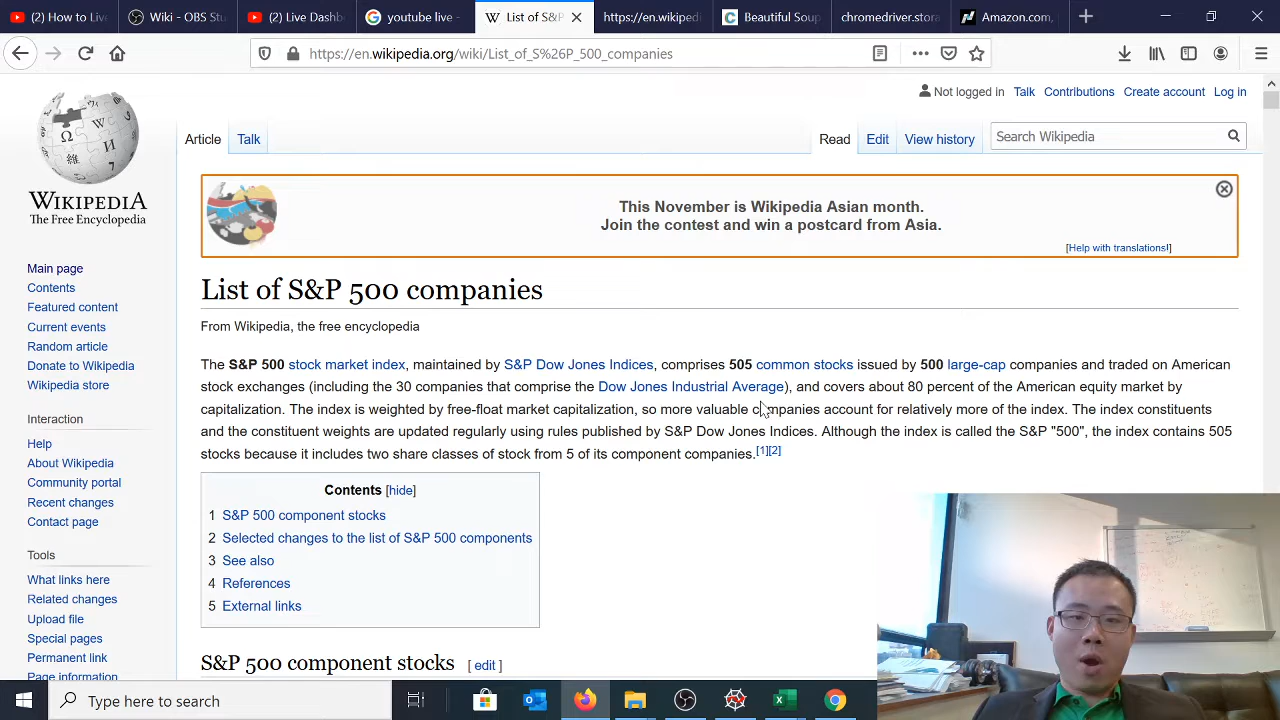 (2) How to Live
Wiki - OBS Stu
(2) Live Dashb
youtube live -
List of S&P
https://en.wikiped
Beautiful Soup
chromedriver.stora
Amazon.com,
https://en.wikipedia.org/wiki/List_of_S%26P_500_companies
Not logged in Talk Contributions Create account Log in
Article Talk
Read Edit View history
Search Wikipedia
WIKIPEDIA
The Free Encyclopedia
This November is Wikipedia Asian month.
Join the contest and win a postcard from Asia.
[Help with translations!]
Main page
Contents
Featured content
Current events
Random article
Donate to Wikipedia
Wikipedia store
Interaction
Help
About Wikipedia
Community portal
Recent changes
Contact page
Tools
What links here
Related changes
Upload file
Special pages
Permanent link
Page information
List of S&P 500 companies
From Wikipedia, the free encyclopedia
The S&P 500 stock market index, maintained by S&P Dow Jones Indices, comprises 505 common stocks issued by 500 large-cap companies and traded on American
stock exchanges (including the 30 companies that comprise the Dow Jones Industrial Average), and covers about 80 percent of the American equity market by
capitalization. The index is weighted by free-float market capitalization, so more valuable companies account for relatively more of the index. The index constituents
and the constituent weights are updated regularly using rules published by S&P Dow Jones Indices. Although the index is called the S&P "500", the index contains 505
stocks because it includes two share classes of stock from 5 of its component companies.[1][2]
Contents [hide]
1 S&P 500 component stocks
2 Selected changes to the list of S&P 500 components
3 See also
4 References
5 External links
S&P 500 component stocks [ edit ]
Type here to search